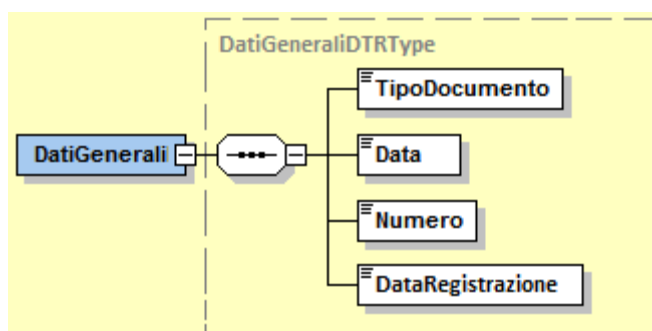 DatiGeneraliDTRType
TipoDocumento
DatiGenerali
Data
Numero
DataRegistrazione